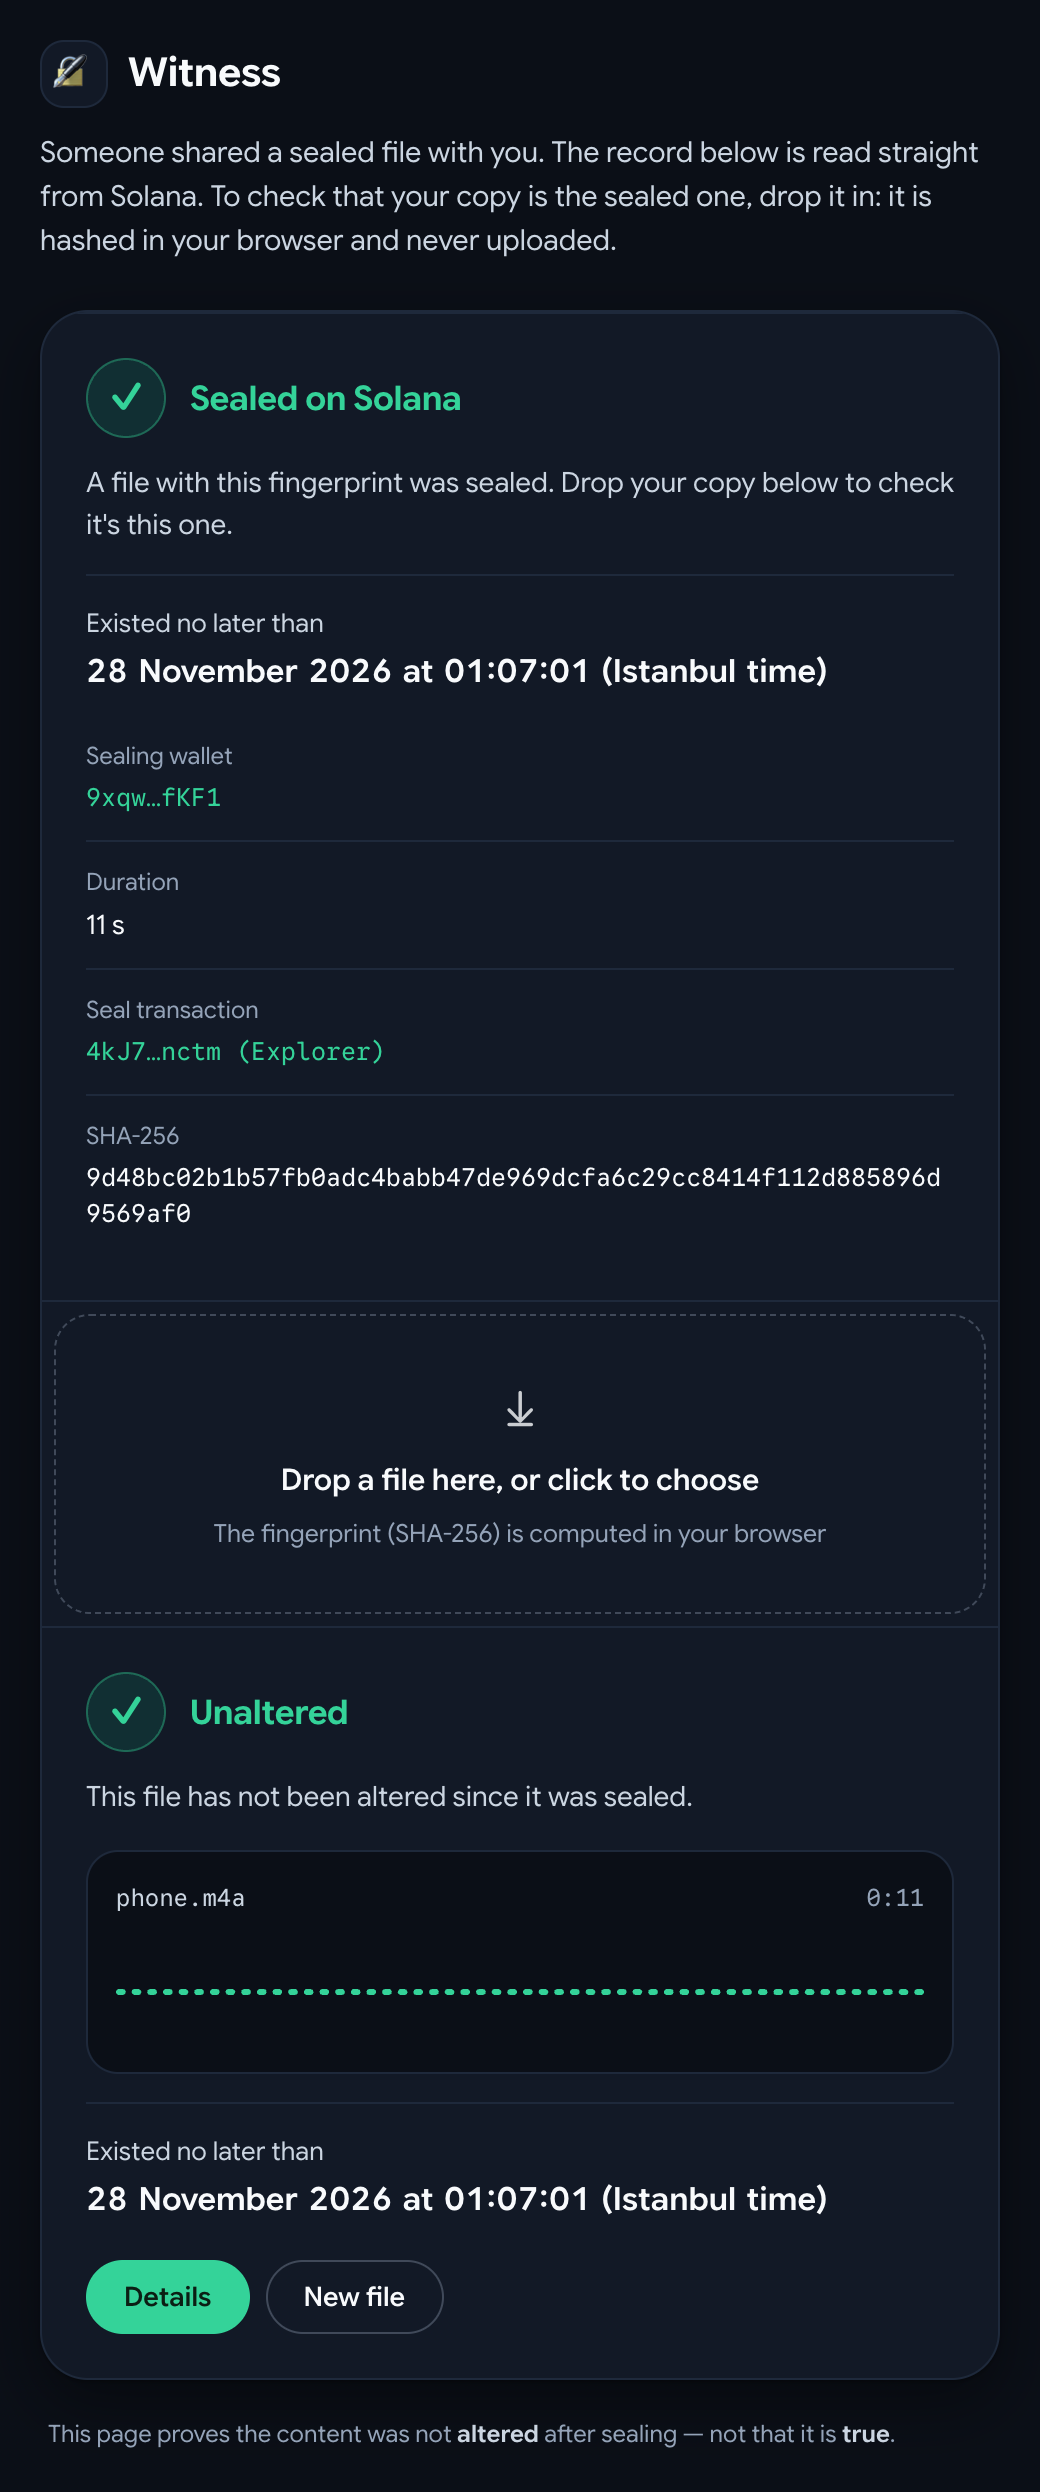 Witness
Someone shared a sealed file with you. The record below is read straight
from Solana. To check that your copy is the sealed one, drop it in: it is
hashed in your browser and never uploaded.
Sealed on Solana
A file with this fingerprint was sealed. Drop your copy below to check
it's this one.
Existed no later than
28 November 2026 at 01:07:01 (Istanbul time)
Sealing wallet
9xqw…fKF1
Duration
11 s
Seal transaction
4kJ7…nctm (Explorer)
SHA-256
9d48bc02b1b57fb0adc4babb47de969dcfa6c29cc8414f112d885896d
9569af0
Drop a file here, or click to choose
The fingerprint (SHA-256) is computed in your browser
Unaltered
This file has not been altered since it was sealed.
phone.m4a 0:11
Existed no later than
28 November 2026 at 01:07:01 (Istanbul time)
Details New file
This page proves the content was not altered after sealing — not that it is true.